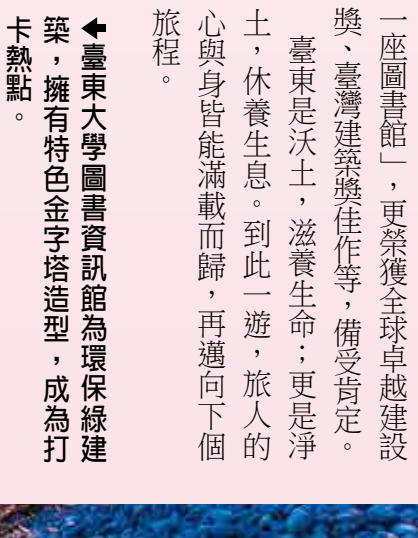 一座圖書館」，更榮獲全球卓越建設
獎、臺灣建築獎佳作等，備受肯定。
臺東是沃土，滋養生命；更是淨
土，休養生息。到此一遊，旅人的
心與身皆能滿載而歸，再邁向下個
旅程。
←臺東大學圖書資訊館為環保綠建
築，擁有特色金字塔造型，成為打
卡熱點。